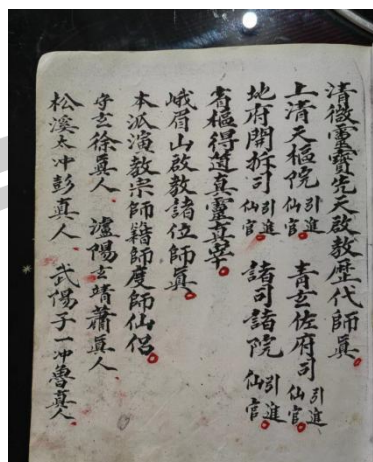 清微靈寶先天啟教歷代師真
上清天樞院引進仙官 青玄佐府司引進仙官
地府開拆司引進仙官 諸司諸院引進仙官
宵樞得道真靈真宰
峨眉山啟教諸位師真
本派演教宗師籍師度師仙侶
守玄徐真人 瀘陽玄靖蕭真人
松溪太冲彭真人 武陽子一冲魯真人